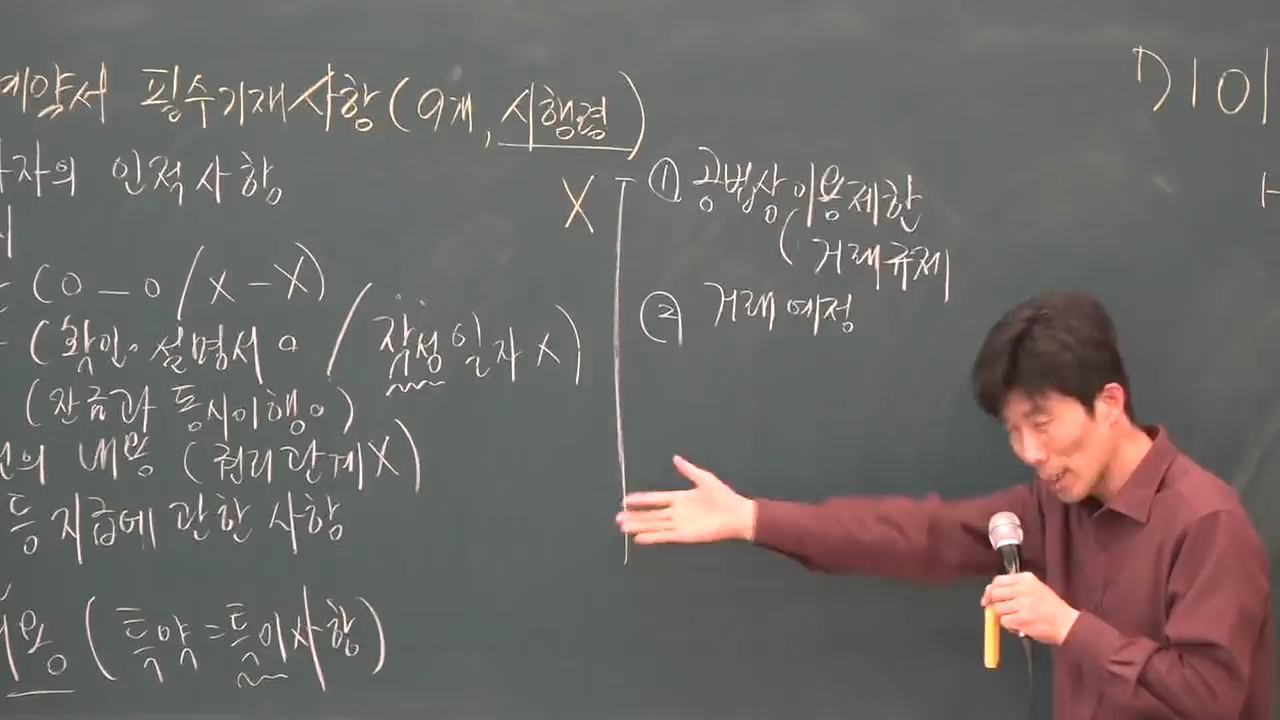 계약서 필수기재사항 (9개, 시행령)
자의 인적사항
(O-O/X-X)
(확인·설명서 O / 작성일자 X)
(잔금과 동시이행 O)
의 내용 (권리관계 X)
등 지급에 관한 사항
내용 (특약=특이사항)
X
① 공법상 이용제한
(거래규제
② 거래예정